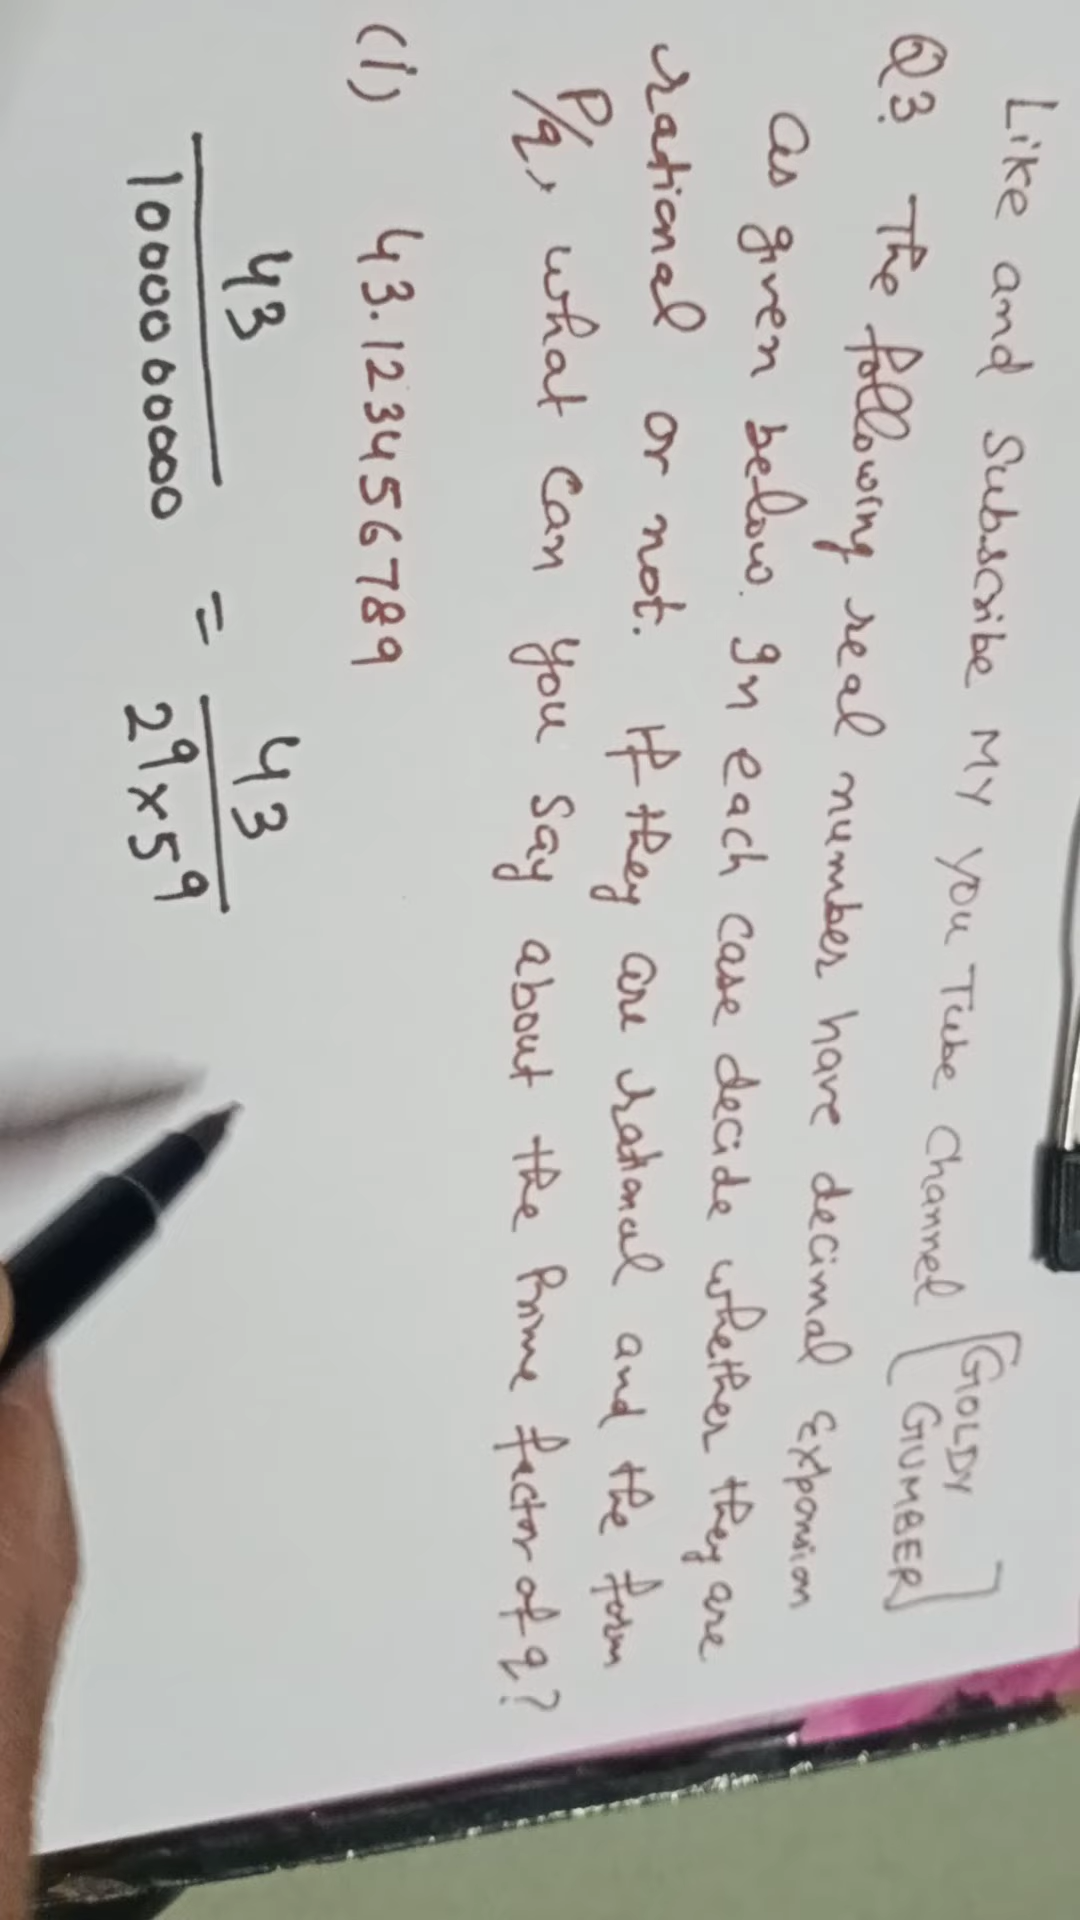 Like and Subscribe MY You Tube Channel [GOLDY
GUMBER]
Q3. The following real number have decimal expansion
as given below. In each case decide whether they are
rational or not. If they are rational and the form
P/q, what can you say about the Prime factor of q?
(i) 43.123456789
43 / 1000000000 = 43 / 2⁹ × 5⁹